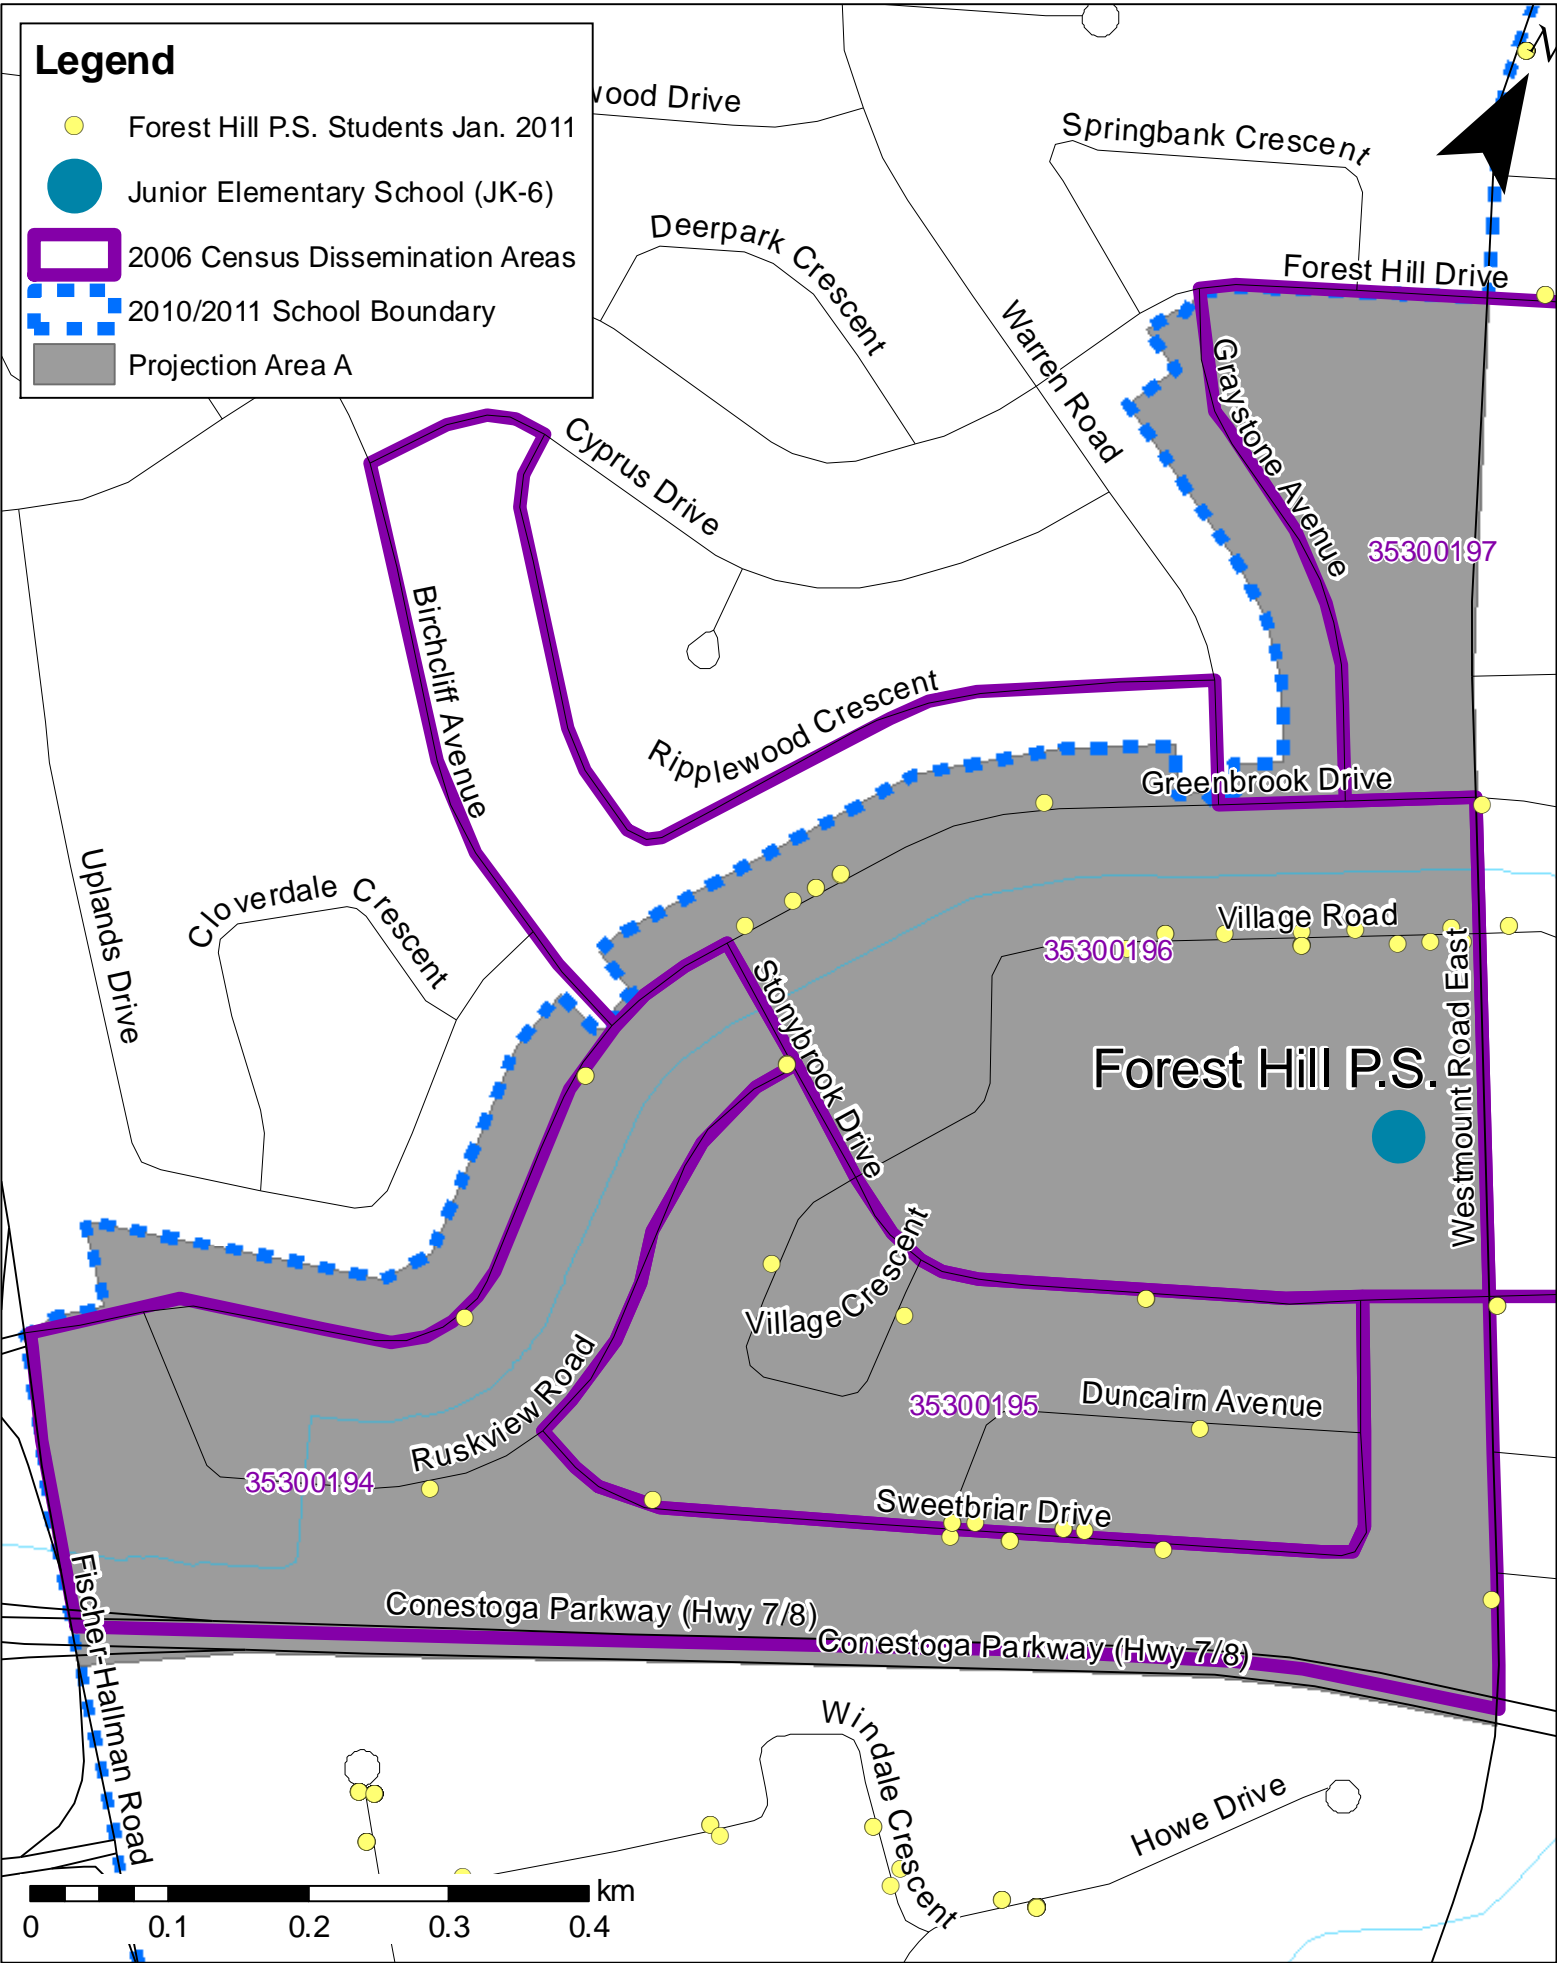 Legend
Forest Hill P.S. Students Jan. 2011
Junior Elementary School (JK-6)
2006 Census Dissemination Areas
2010/2011 School Boundary
Projection Area A
Drive
N
Springbank Crescent
Deerpark Crescent
Forest Hill Drive
Warren Road
Graystone Avenue
Cyprus Drive
35300197
Birchcliff Avenue
Ripplewood Crescent
Greenbrook Drive
Uplands Drive
Cloverdale Crescent
Village Road
35300196
Stonybrook Drive
Westmount Road East
Forest Hill P.S.
Village Crescent
Ruskview Road
35300195
Duncairn Avenue
35300194
Sweetbriar Drive
Fischer-Hallman Road
Conestoga Parkway (Hwy 7/8)
Conestoga Parkway (Hwy 7/8)
Windale Crescent
Howe Drive
km
0 0.1 0.2 0.3 0.4